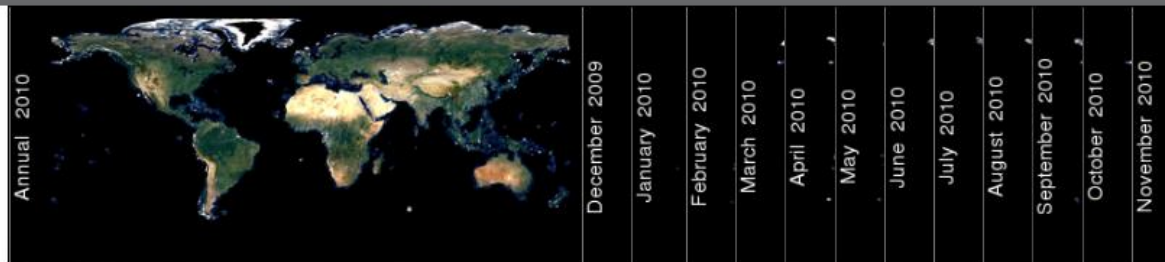 Annual 2010
December 2009
January 2010
February 2010
March 2010
April 2010
May 2010
June 2010
July 2010
August 2010
September 2010
October 2010
November 2010